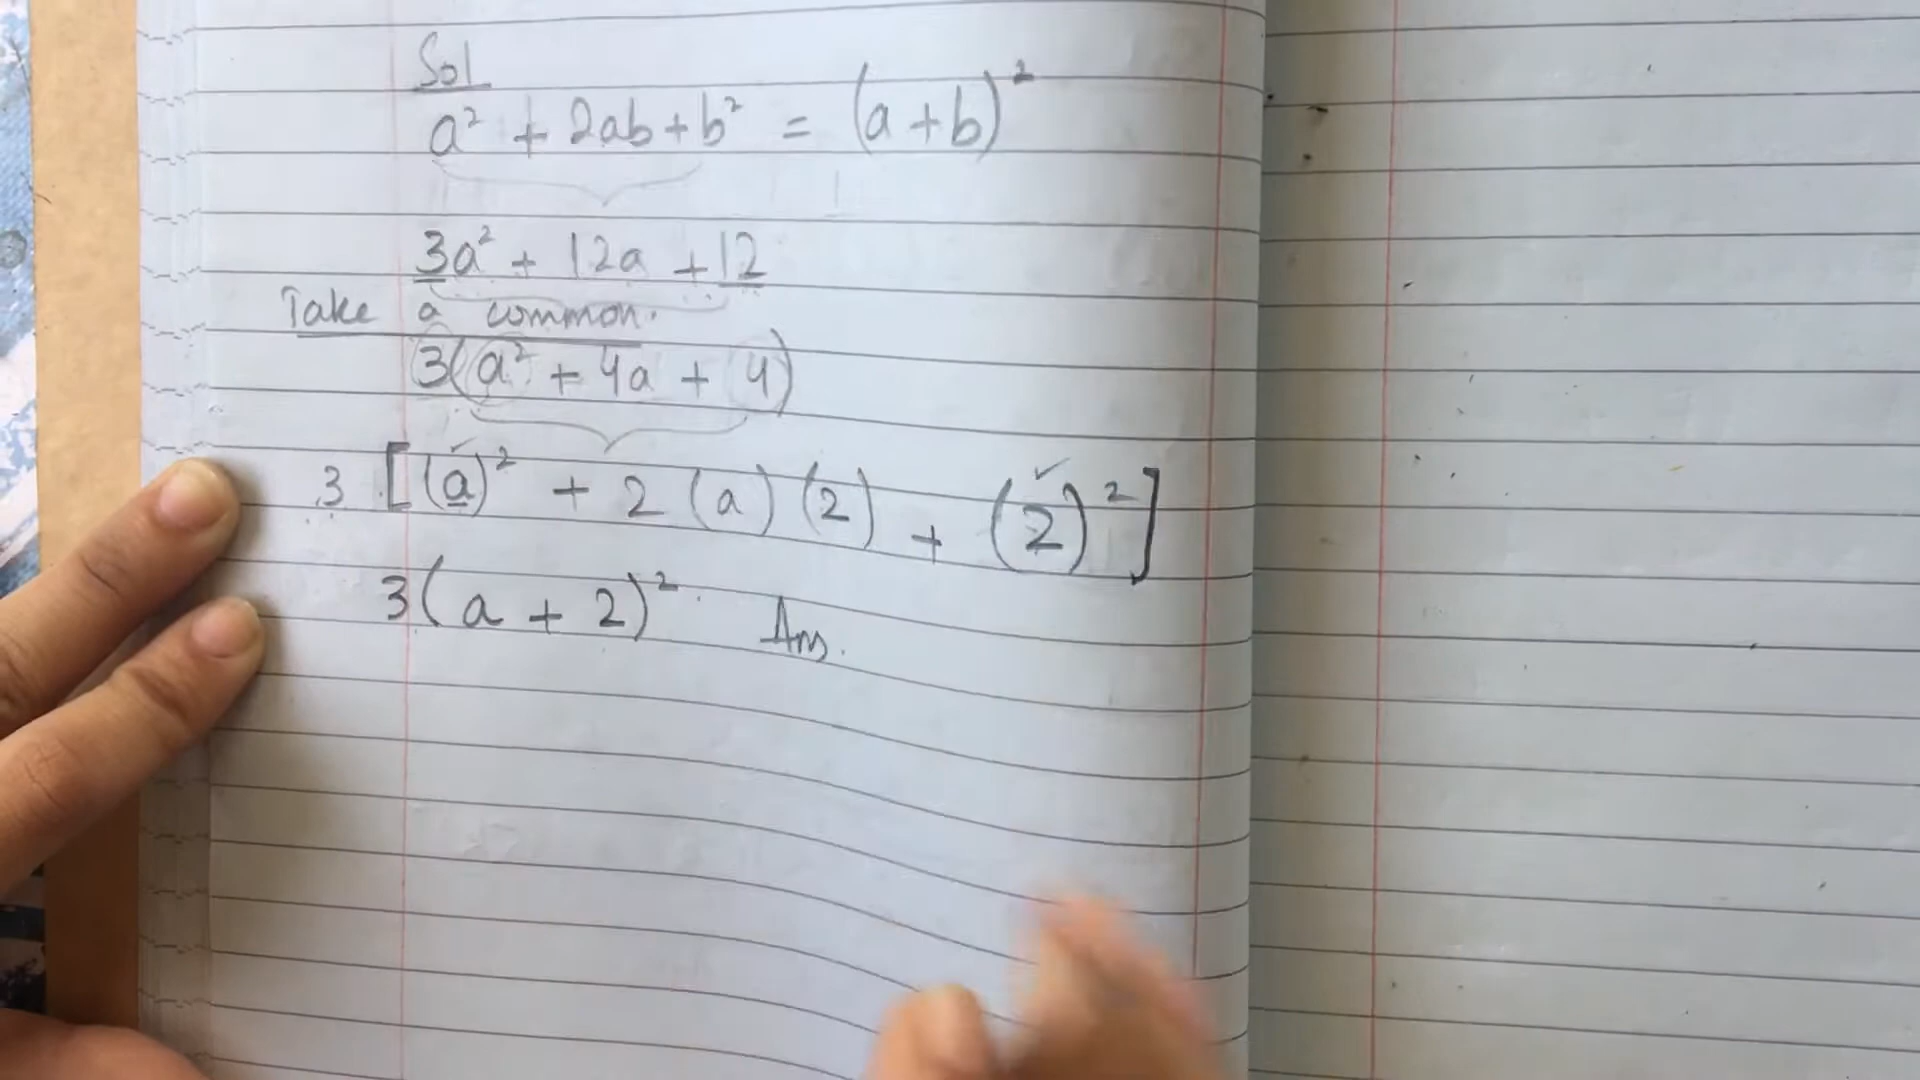 Sol
a² + 2ab + b² = (a + b)²
3a² + 12a + 12
Take a common.
3(a² + 4a + 4)
3 [(a)² + 2 (a) (2) + (2)²]
3(a + 2)². Ans.